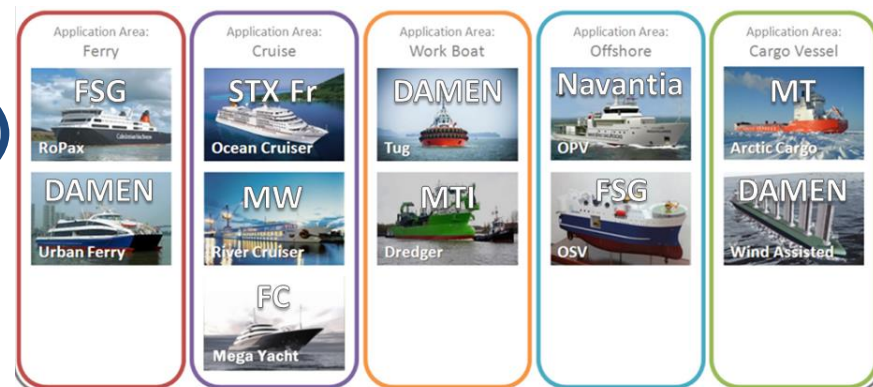 Application Area:
Ferry
FSG
RoPax
DAMEN
Urban Ferry
Application Area:
Cruise
STX Fr
Ocean Cruiser
MW
River Cruiser
FC
Mega Yacht
Application Area:
Work Boat
DAMEN
Tug
MTI
Dredger
Application Area:
Offshore
Navantia
OPV
FSG
OSV
Application Area:
Cargo Vessel
MT
Arctic Cargo
DAMEN
Wind Assisted